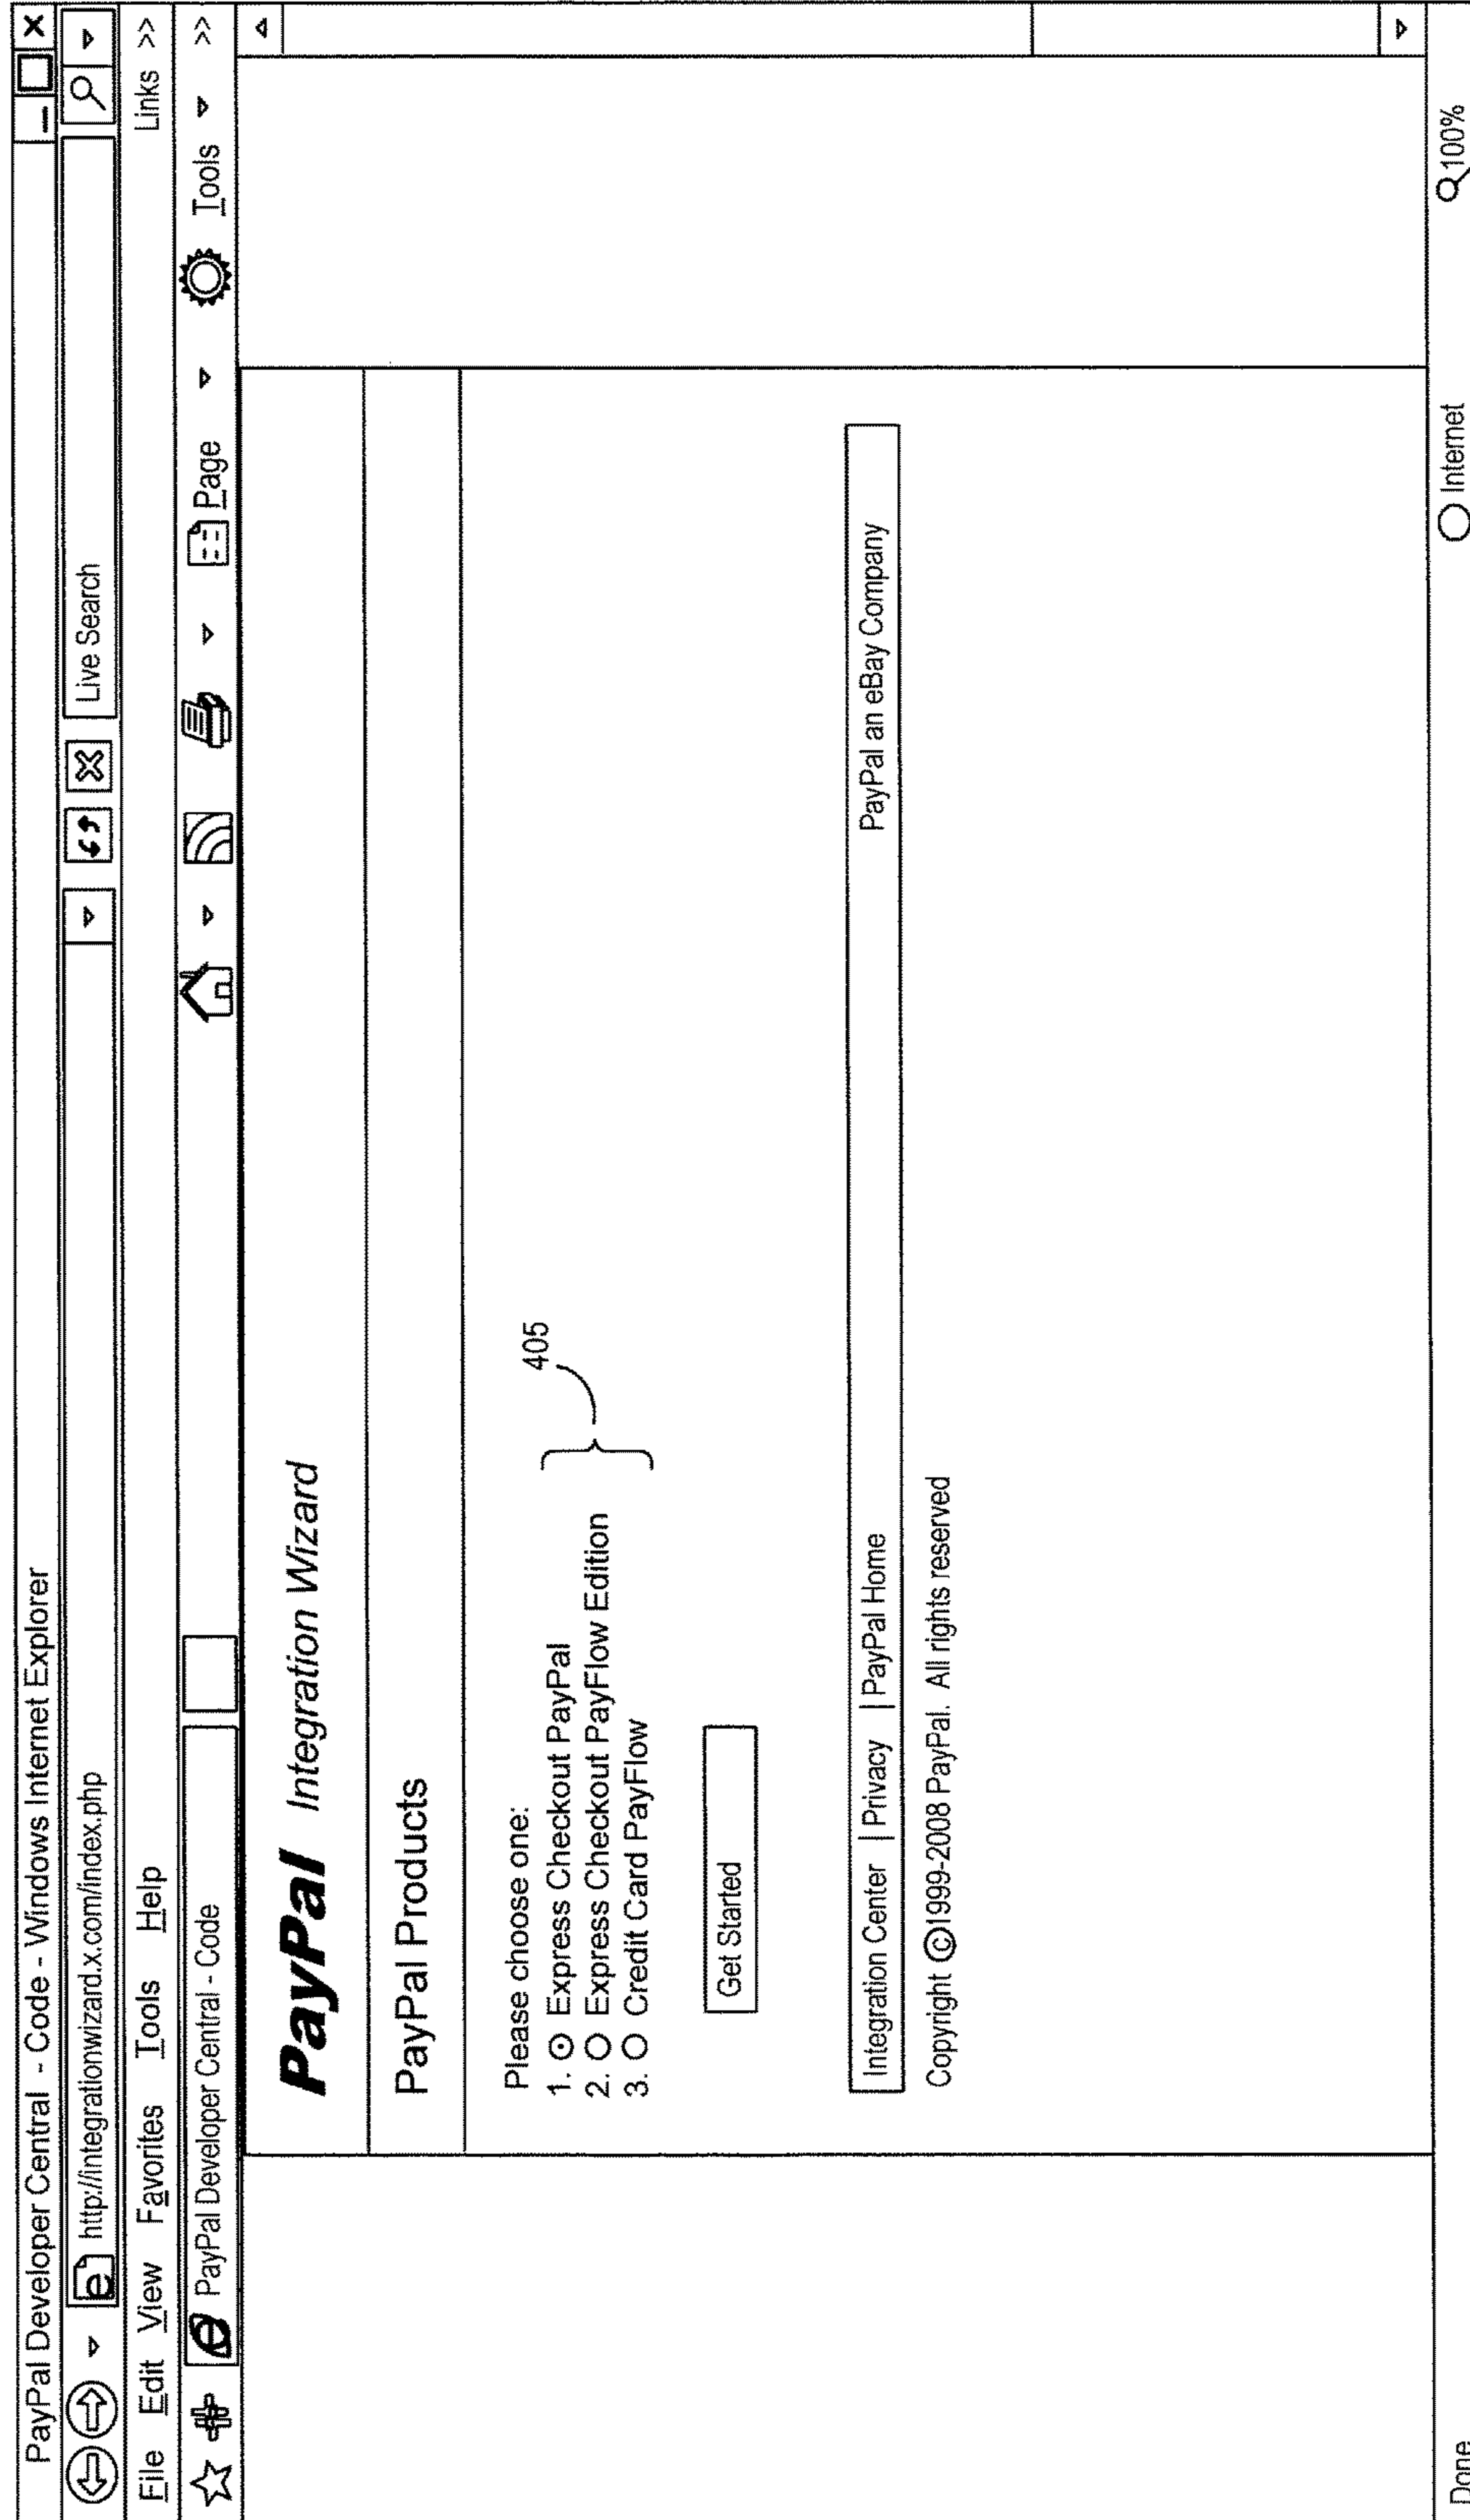 PayPal Developer Central - Code - Windows Internet Explorer
http://integrationwizard.x.com/index.php
Live Search
File Edit View Favorites Tools Help
Links >>
PayPal Developer Central - Code
Page
Tools
>>
PayPal Integration Wizard
PayPal Products
Please choose one:
1. Express Checkout PayPal
2. Express Checkout PayFlow Edition
3. Credit Card PayFlow
405
Get Started
Integration Center | Privacy | PayPal Home
PayPal an eBay Company
Copyright ©1999-2008 PayPal. All rights reserved
Done
Internet
100%